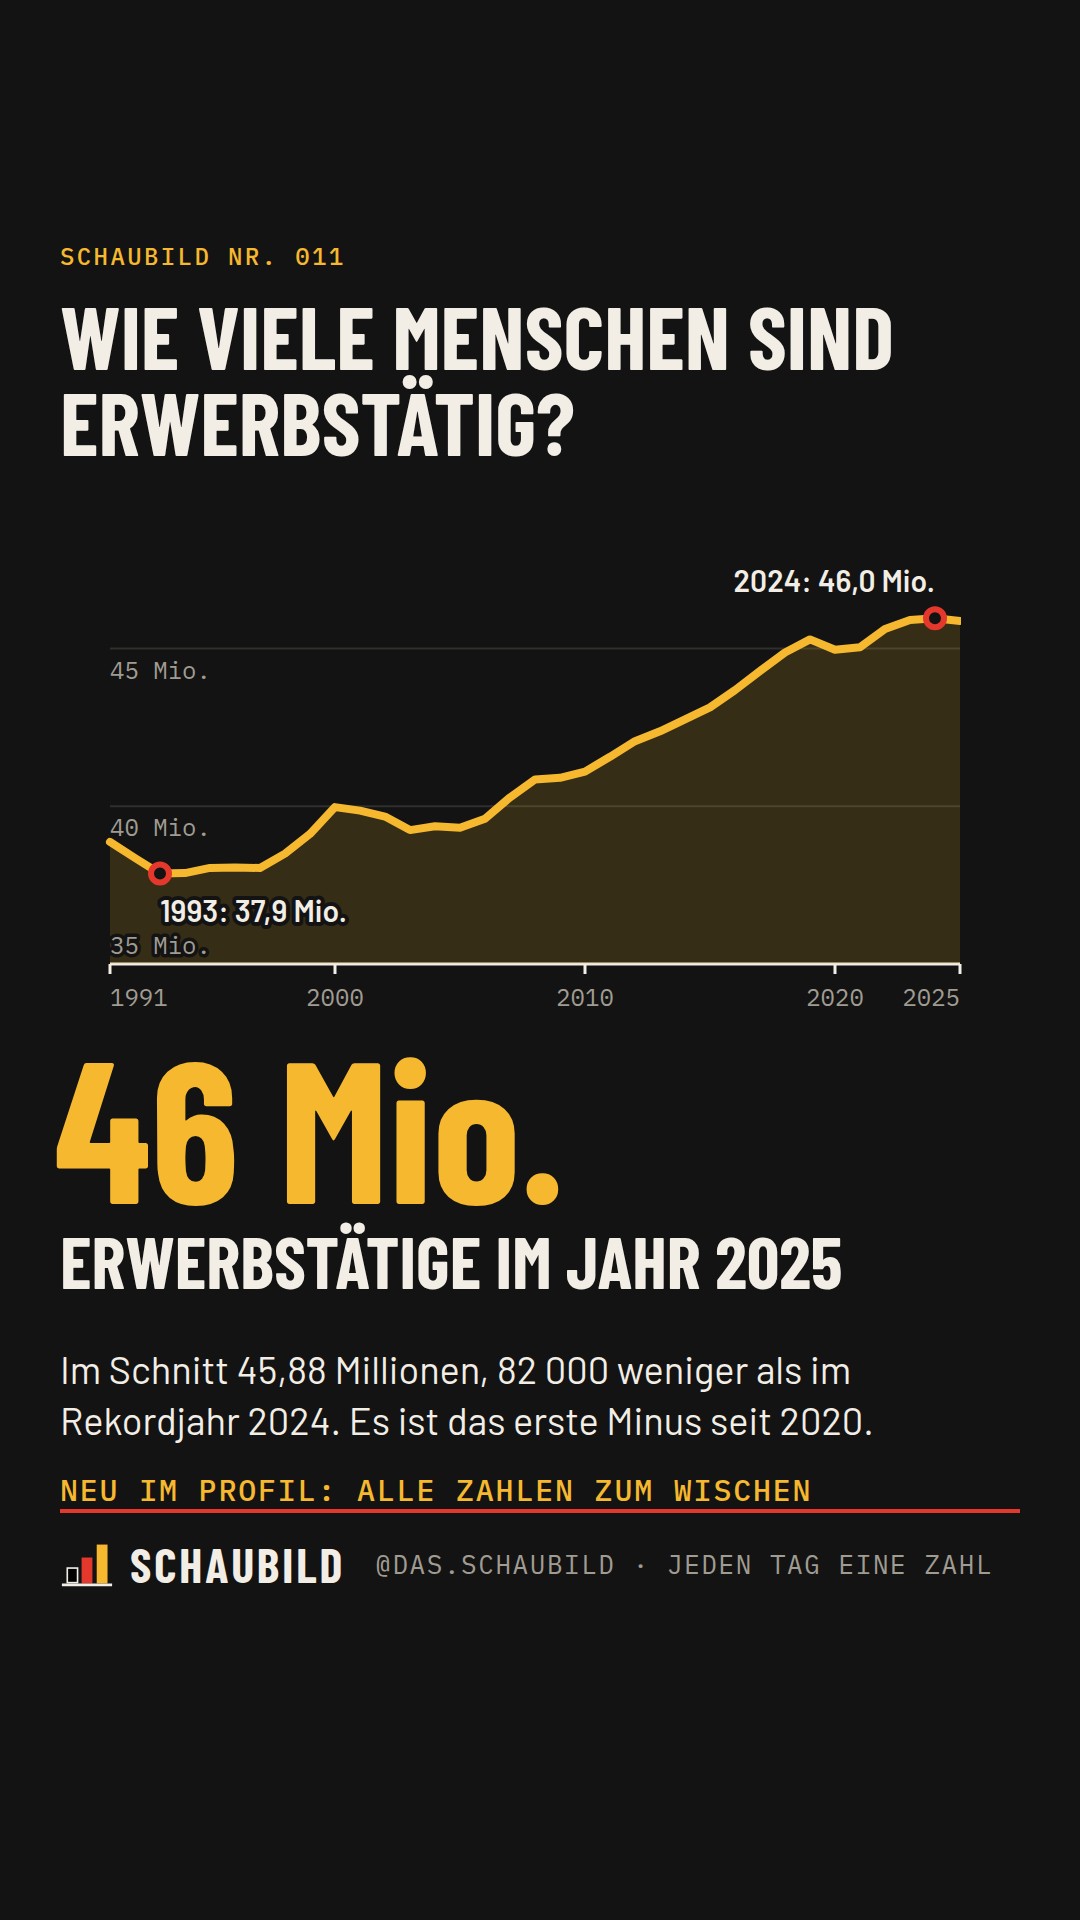 SCHAUBILD NR. 011
WIE VIELE MENSCHEN SIND
ERWERBSTÄTIG?
2024: 46,0 Mio.
45 Mio.
40 Mio.
1993: 37,9 Mio.
35 Mio.
1991 2000 2010 2020 2025
46 Mio.
ERWERBSTÄTIGE IM JAHR 2025
Im Schnitt 45,88 Millionen, 82 000 weniger als im
Rekordjahr 2024. Es ist das erste Minus seit 2020.
NEU IM PROFIL: ALLE ZAHLEN ZUM WISCHEN
SCHAUBILD @DAS.SCHAUBILD · JEDEN TAG EINE ZAHL